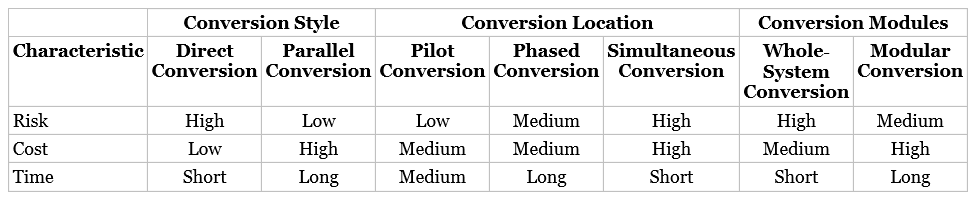 Conversion Style Conversion Location Conversion Modules
Characteristic Direct Conversion Parallel Conversion Pilot Conversion Phased Conversion Simultaneous Conversion Whole-System Conversion Modular Conversion
Risk High Low Low Medium High High Medium
Cost Low High Medium Medium High Medium High
Time Short Long Medium Long Short Short Long